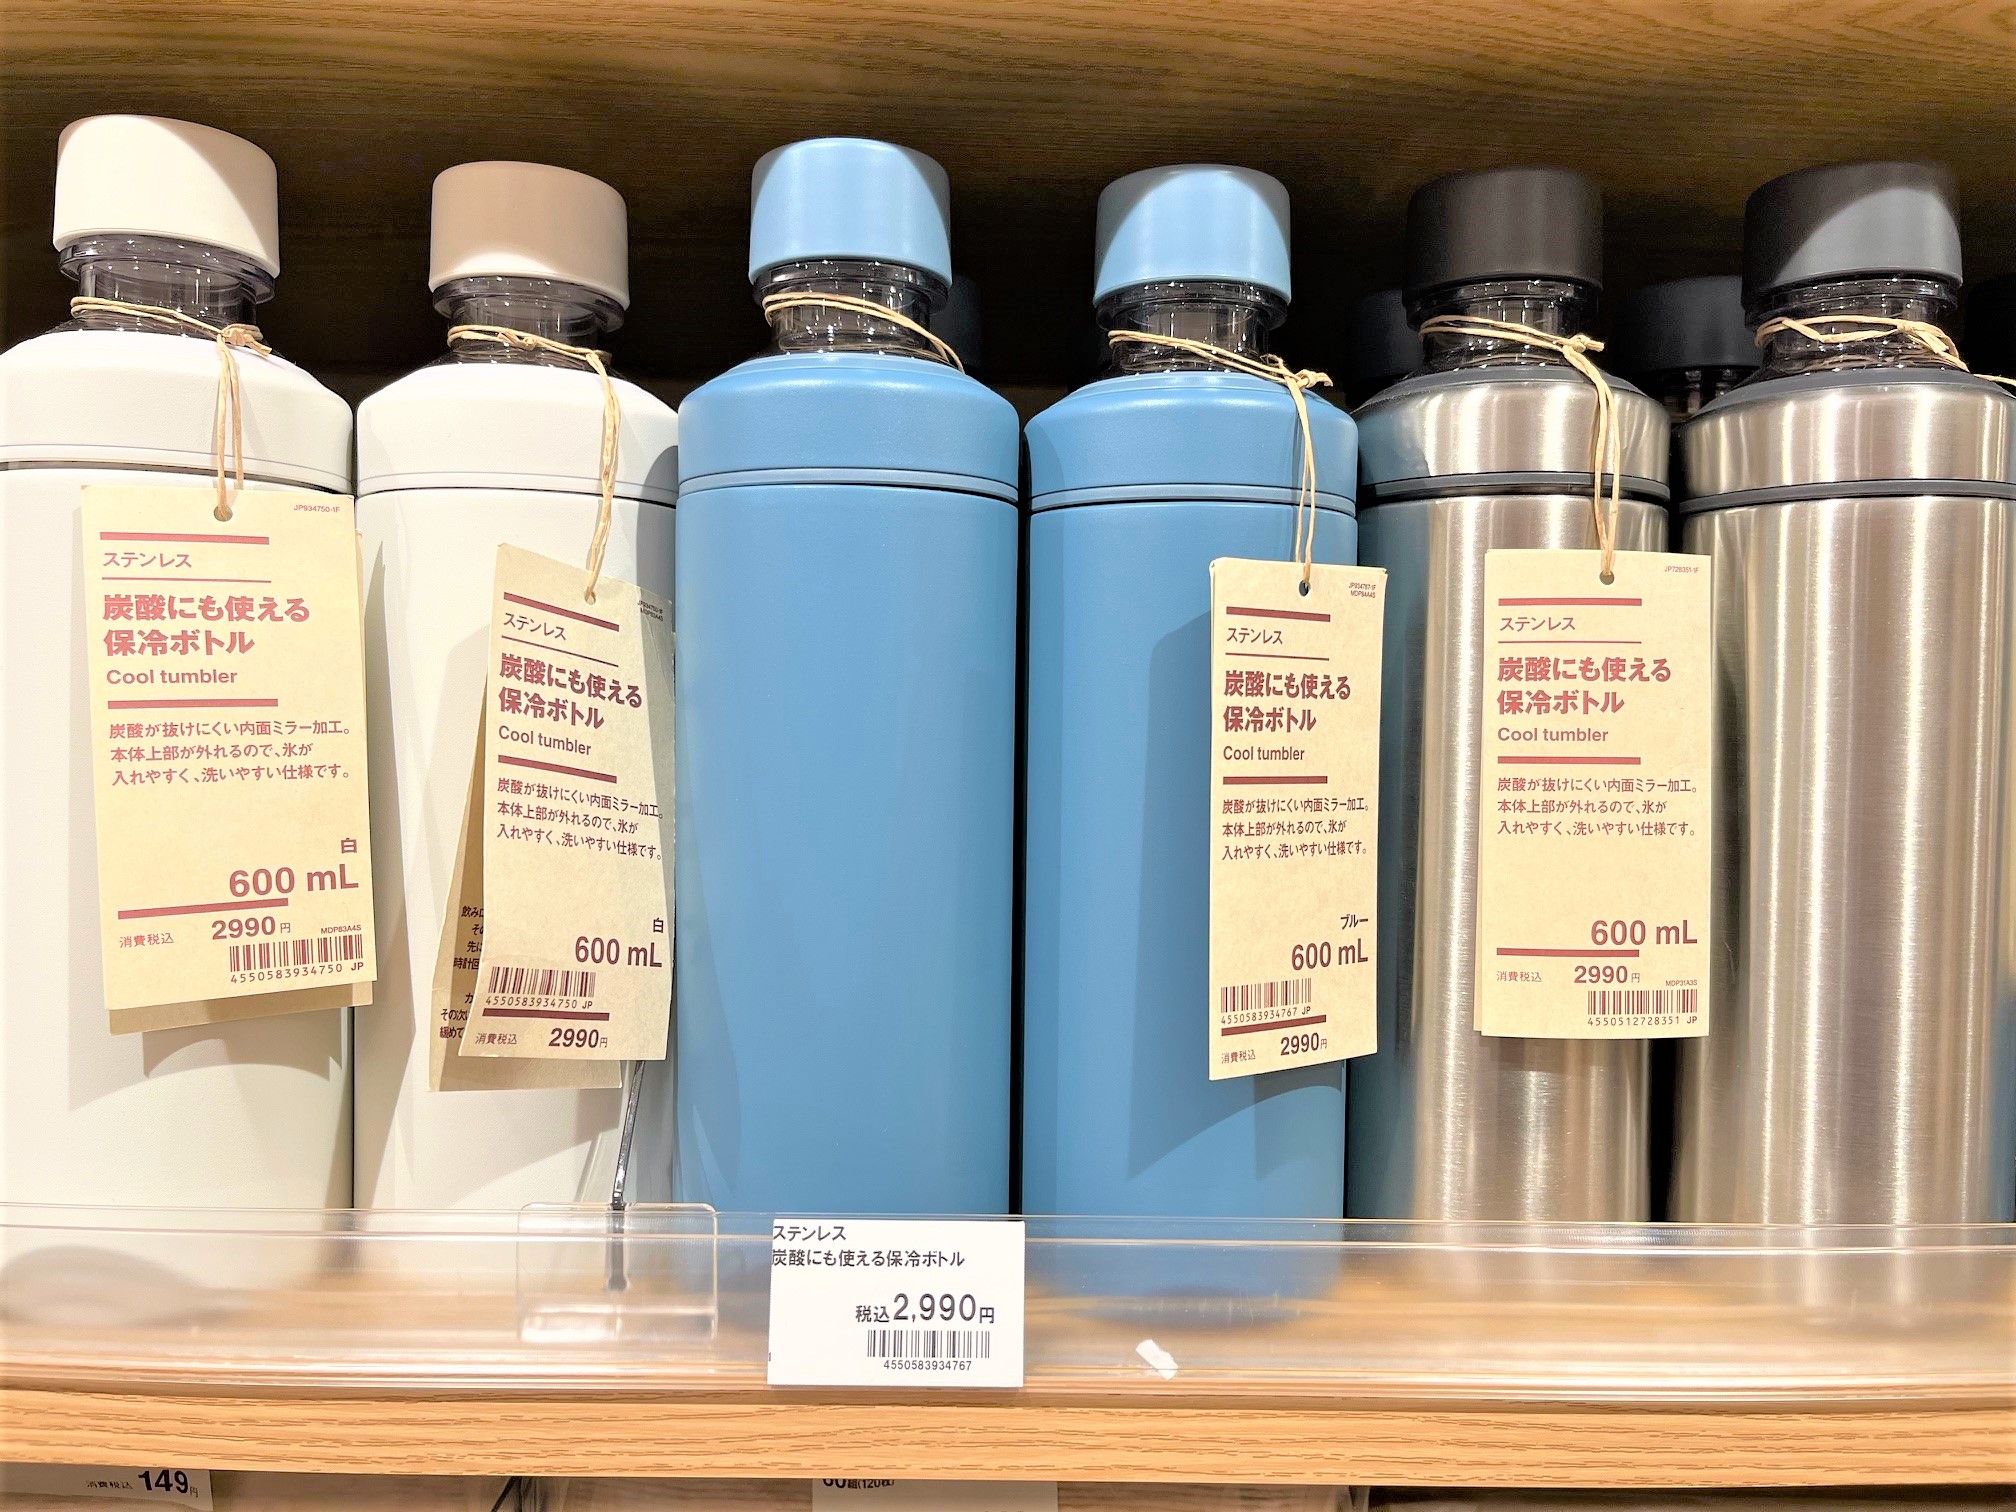 JP934750-1F
ステンレス
炭酸にも使える
保冷ボトル
Cool tumbler
炭酸が抜けにくい内面ミラー加工。
本体上部が外れるので、氷が
入れやすく、洗いやすい仕様です。
白
600 mL
消費税込 2990円
MDP83A4S
4550583934750 JP
ステンレス
炭酸にも使える
保冷ボトル
Cool tumbler
炭酸が抜けにくい内面ミラー加工。
本体上部が外れるので、氷が
入れやすく、洗いやすい仕様です。
白
600 mL
4550583934750 JP
消費税込 2990円
JP934767-1F
MDP84A4S
ステンレス
炭酸にも使える
保冷ボトル
Cool tumbler
炭酸が抜けにくい内面ミラー加工。
本体上部が外れるので、氷が
入れやすく、洗いやすい仕様です。
ブルー
600 mL
4550583934767 JP
消費税込 2990円
JP728351-1F
ステンレス
炭酸にも使える
保冷ボトル
Cool tumbler
炭酸が抜けにくい内面ミラー加工。
本体上部が外れるので、氷が
入れやすく、洗いやすい仕様です。
600 mL
消費税込 2990円
MDP31A3S
4550512728351 JP
ステンレス
炭酸にも使える保冷ボトル
税込2,990円
4550583934767
消費税込 149円